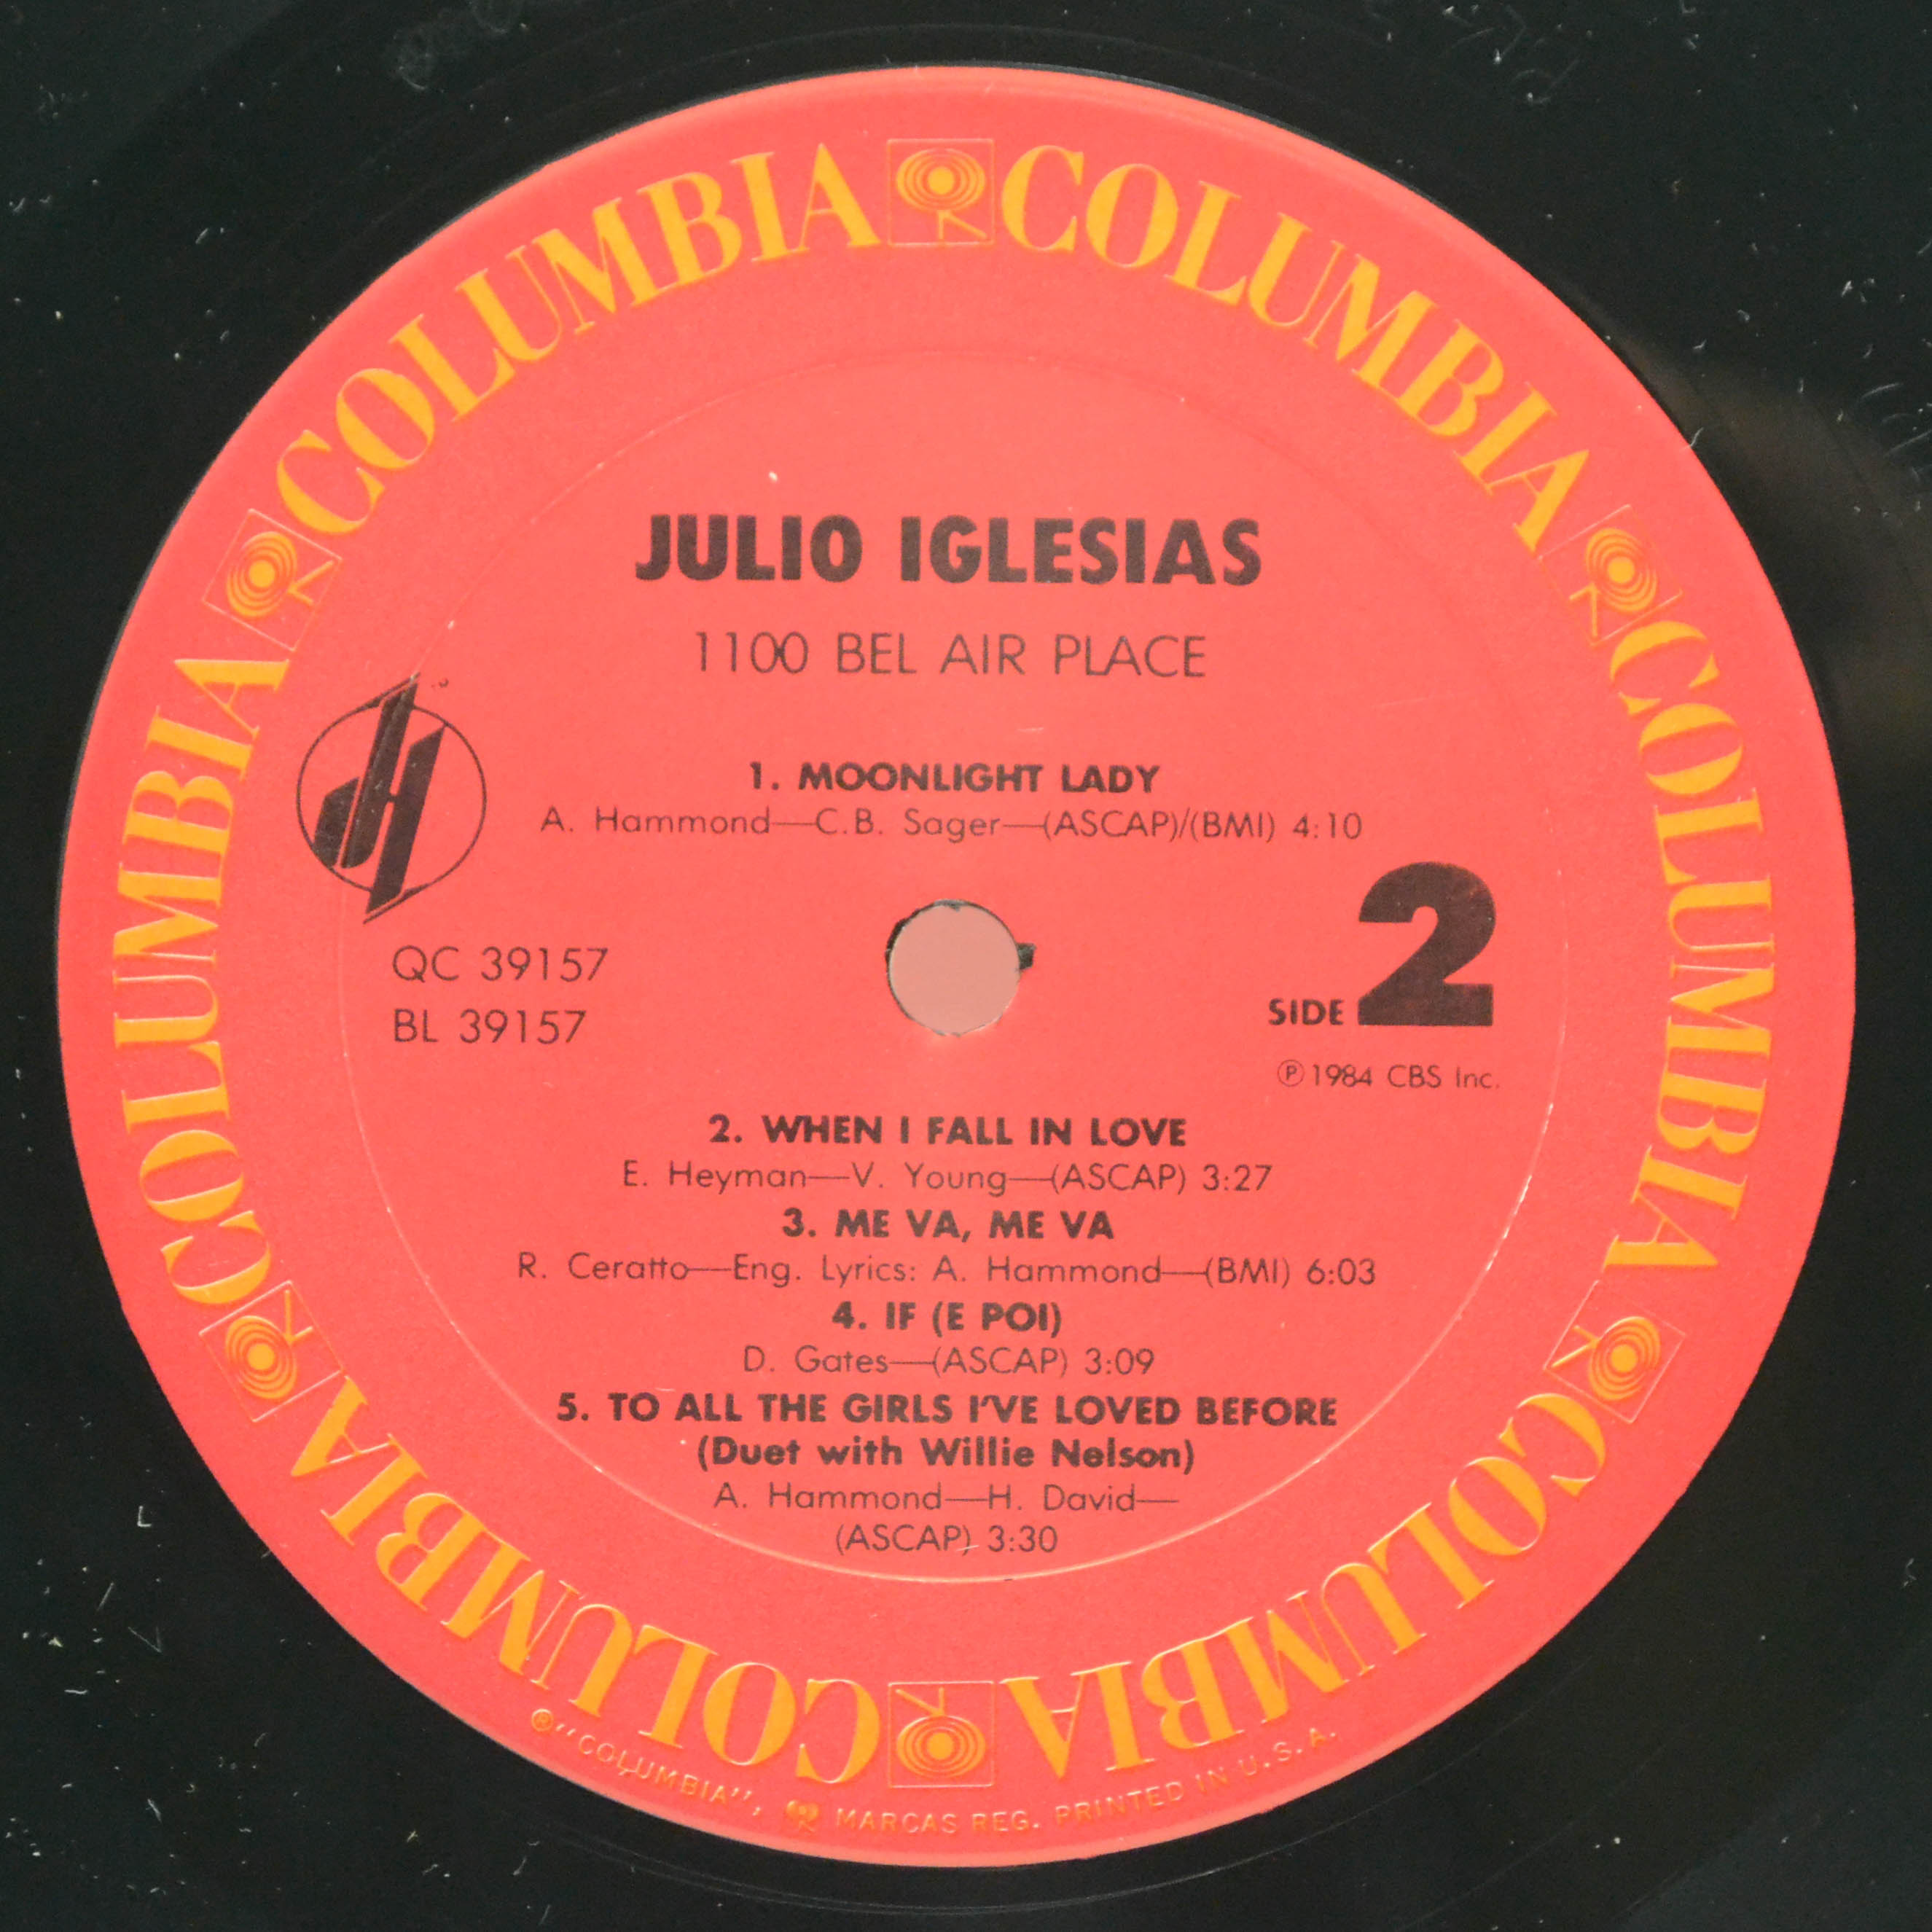 COLUMBIA COLUMBIA COLUMBIA COLUMBIA COLUMBIA COLUMBIA
JULIO IGLESIAS
1100 BEL AIR PLACE
1. MOONLIGHT LADY
A. Hammond—C.B. Sager—(ASCAP)/(BMI) 4:10
QC 39157
BL 39157
SIDE 2
℗ 1984 CBS Inc.
2. WHEN I FALL IN LOVE
E. Heyman—V. Young—(ASCAP) 3:27
3. ME VA, ME VA
R. Ceratto—Eng. Lyrics: A. Hammond—(BMI) 6:03
4. IF (E POI)
D. Gates—(ASCAP) 3:09
5. TO ALL THE GIRLS I'VE LOVED BEFORE
(Duet with Willie Nelson)
A. Hammond—H. David—
(ASCAP) 3:30
® "COLUMBIA", MARCAS REG. PRINTED IN U.S.A.